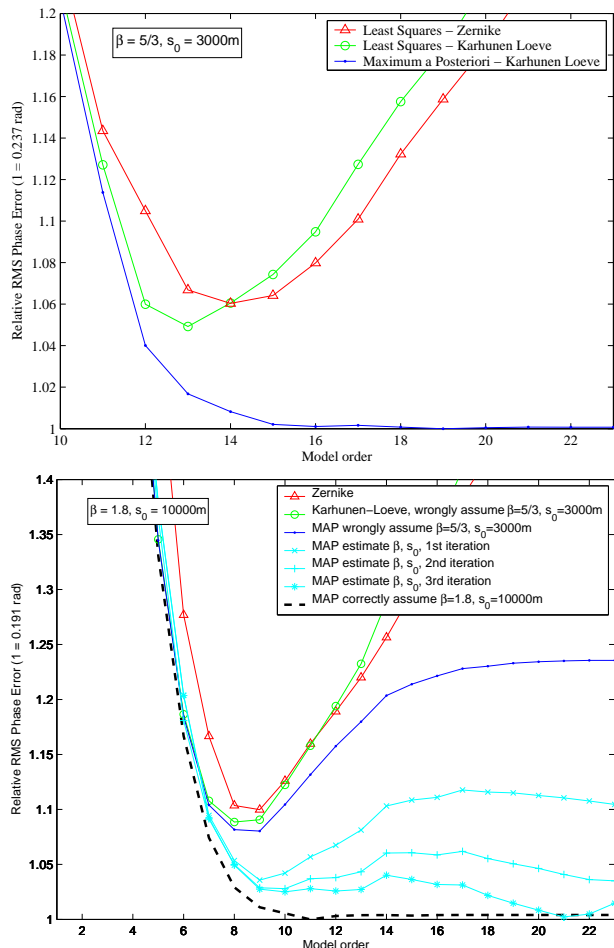 1.2
1.18
1.16
1.14
1.12
1.1
1.08
1.06
1.04
1.02
1
Relative RMS Phase Error (1 = 0.237 rad)
β = 5/3, s₀ = 3000m
Least Squares − Zernike
Least Squares − Karhunen Loeve
Maximum a Posteriori − Karhunen Loeve
10 12 14 16 18 20 22
Model order
1.4
1.35
1.3
1.25
1.2
1.15
1.1
1.05
1
Relative RMS Phase Error (1 = 0.191 rad)
β = 1.8, s₀ = 10000m
Zernike
Karhunen−Loeve, wrongly assume β=5/3, s₀=3000m
MAP wrongly assume β=5/3, s₀=3000m
MAP estimate β, s₀, 1st iteration
MAP estimate β, s₀, 2nd iteration
MAP estimate β, s₀, 3rd iteration
MAP correctly assume β=1.8, s₀=10000m
2 4 6 8 10 12 14 16 18 20 22
Model order